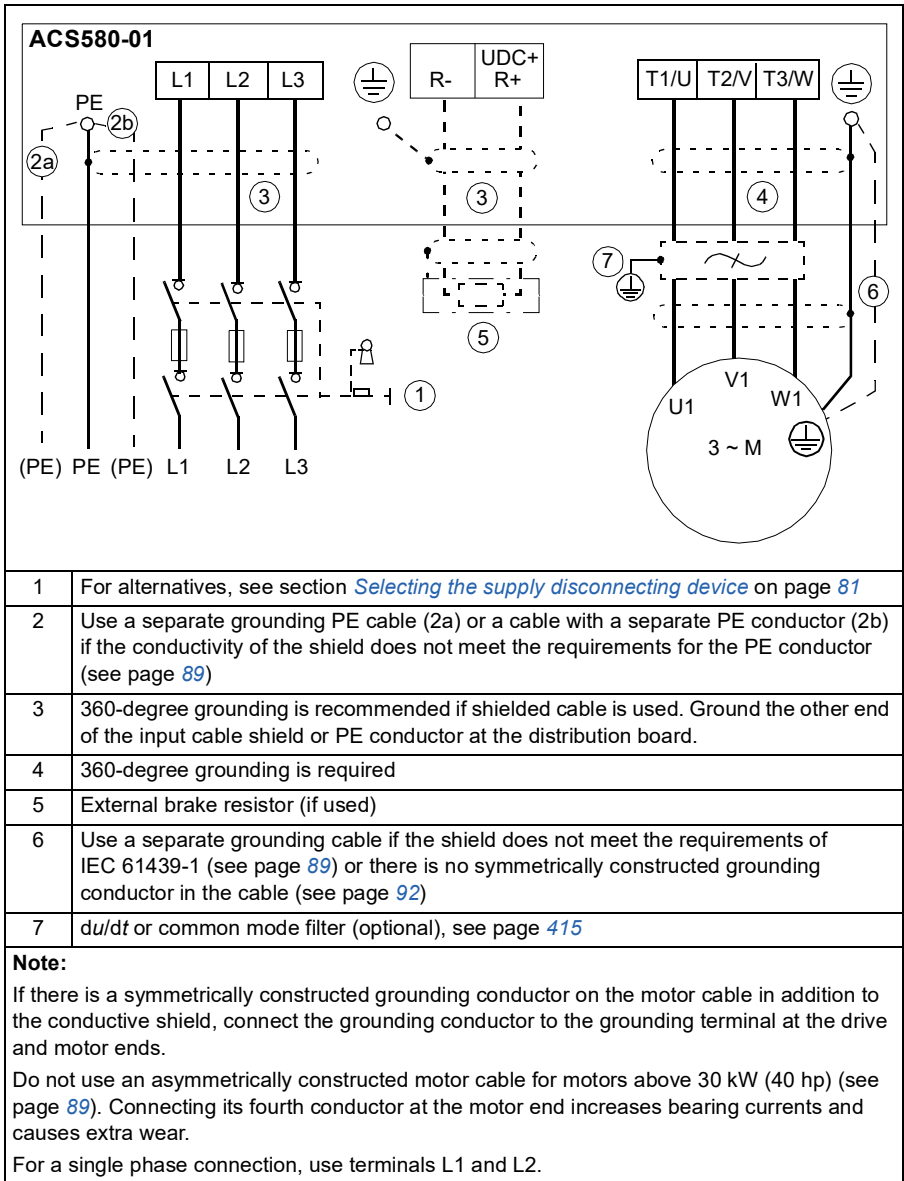 ACS580-01
L1 L2 L3
R- UDC+ R+
T1/U T2/V T3/W
PE
2a
2b
3
3
4
7
6
5
1
U1 V1 W1
3 ~ M
(PE) PE (PE) L1 L2 L3
1 For alternatives, see section Selecting the supply disconnecting device on page 81
2 Use a separate grounding PE cable (2a) or a cable with a separate PE conductor (2b)
if the conductivity of the shield does not meet the requirements for the PE conductor
(see page 89)
3 360-degree grounding is recommended if shielded cable is used. Ground the other end
of the input cable shield or PE conductor at the distribution board.
4 360-degree grounding is required
5 External brake resistor (if used)
6 Use a separate grounding cable if the shield does not meet the requirements of
IEC 61439-1 (see page 89) or there is no symmetrically constructed grounding
conductor in the cable (see page 92)
7 du/dt or common mode filter (optional), see page 415
Note:
If there is a symmetrically constructed grounding conductor on the motor cable in addition to
the conductive shield, connect the grounding conductor to the grounding terminal at the drive
and motor ends.
Do not use an asymmetrically constructed motor cable for motors above 30 kW (40 hp) (see
page 89). Connecting its fourth conductor at the motor end increases bearing currents and
causes extra wear.
For a single phase connection, use terminals L1 and L2.